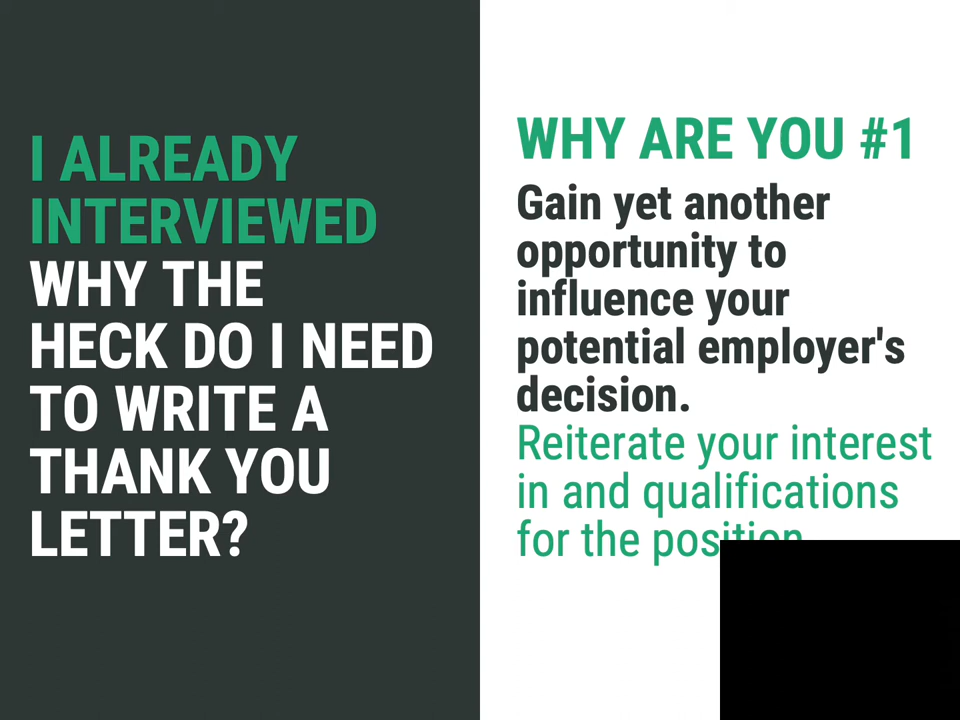 I ALREADY
INTERVIEWED
WHY THE
HECK DO I NEED
TO WRITE A
THANK YOU
LETTER?
WHY ARE YOU #1
Gain yet another
opportunity to
influence your
potential employer's
decision.
Reiterate your interest
in and qualifications
for the position